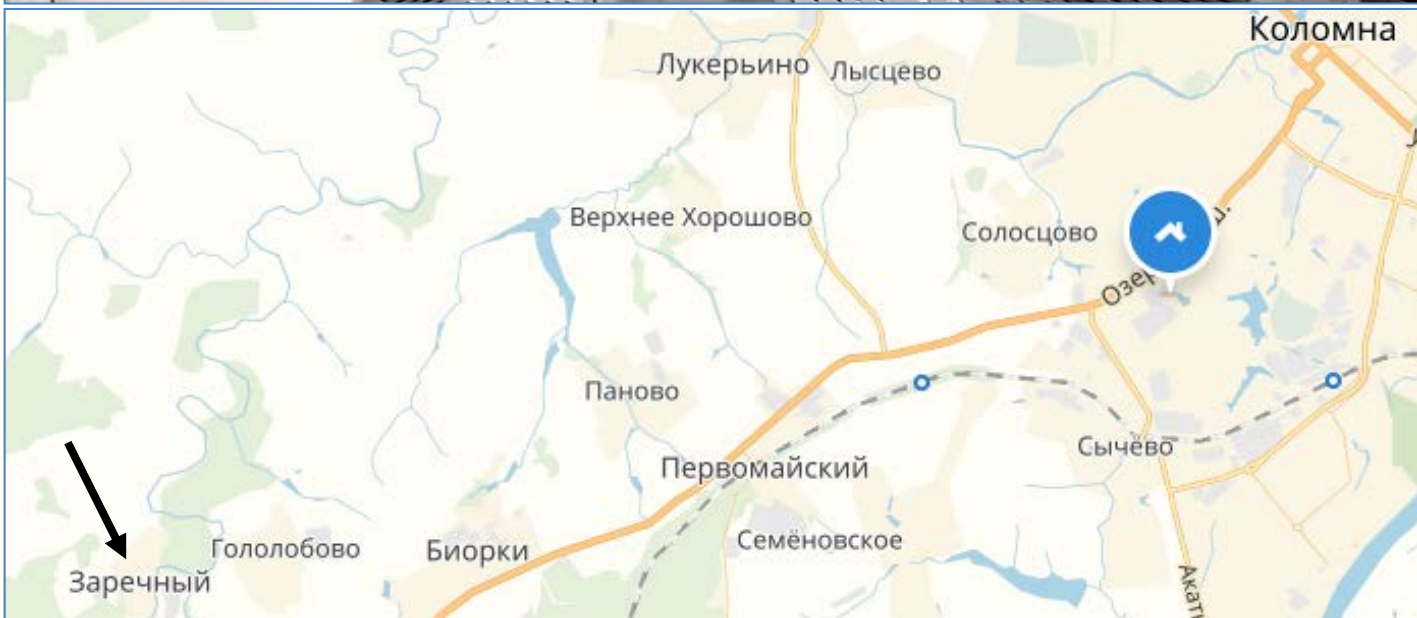 Коломна
Лукерьино
Лысцево
Верхнее Хорошово
Солосцово
Паново
Сычёво
Первомайский
Семёновское
Гололобово
Биорки
Заречный